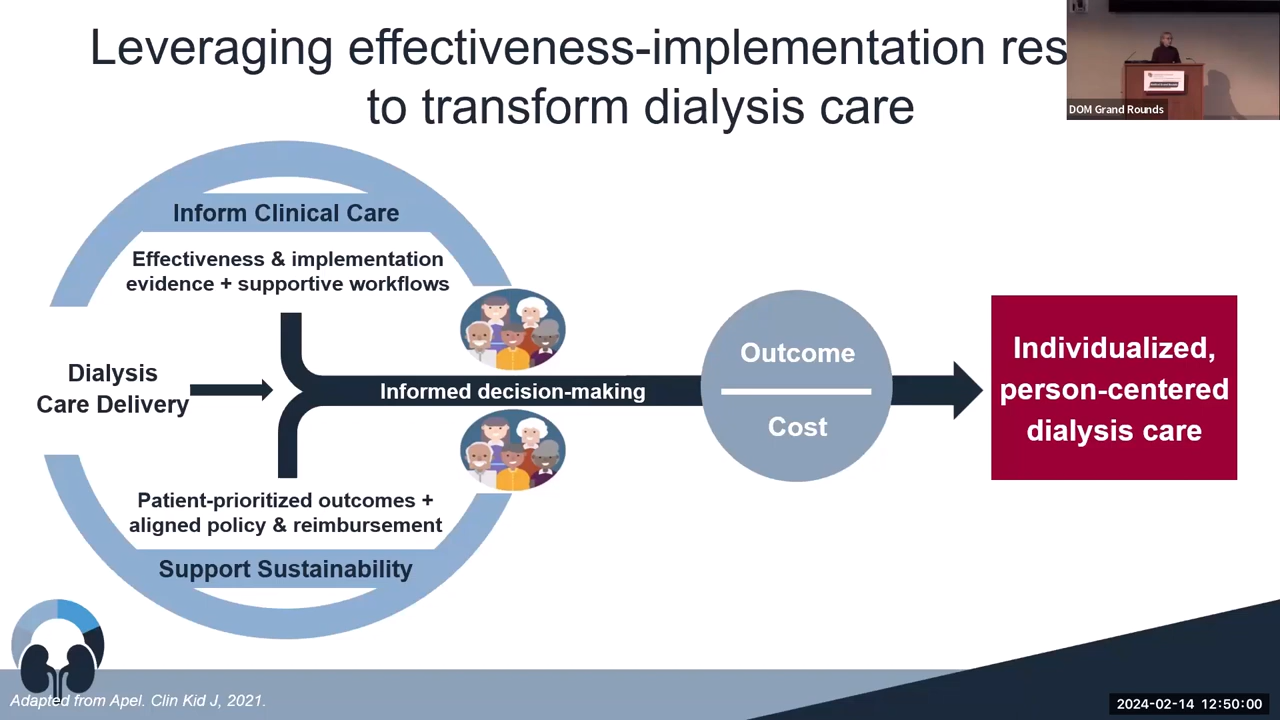 Leveraging effectiveness-implementation res
to transform dialysis care
DOM Grand Rounds
Inform Clinical Care
Effectiveness & implementation
evidence + supportive workflows
Dialysis
Care Delivery
Informed decision-making
Outcome
Cost
Individualized,
person-centered
dialysis care
Patient-prioritized outcomes +
aligned policy & reimbursement
Support Sustainability
Adapted from Apel. Clin Kid J, 2021.
2024-02-14 12:50:00